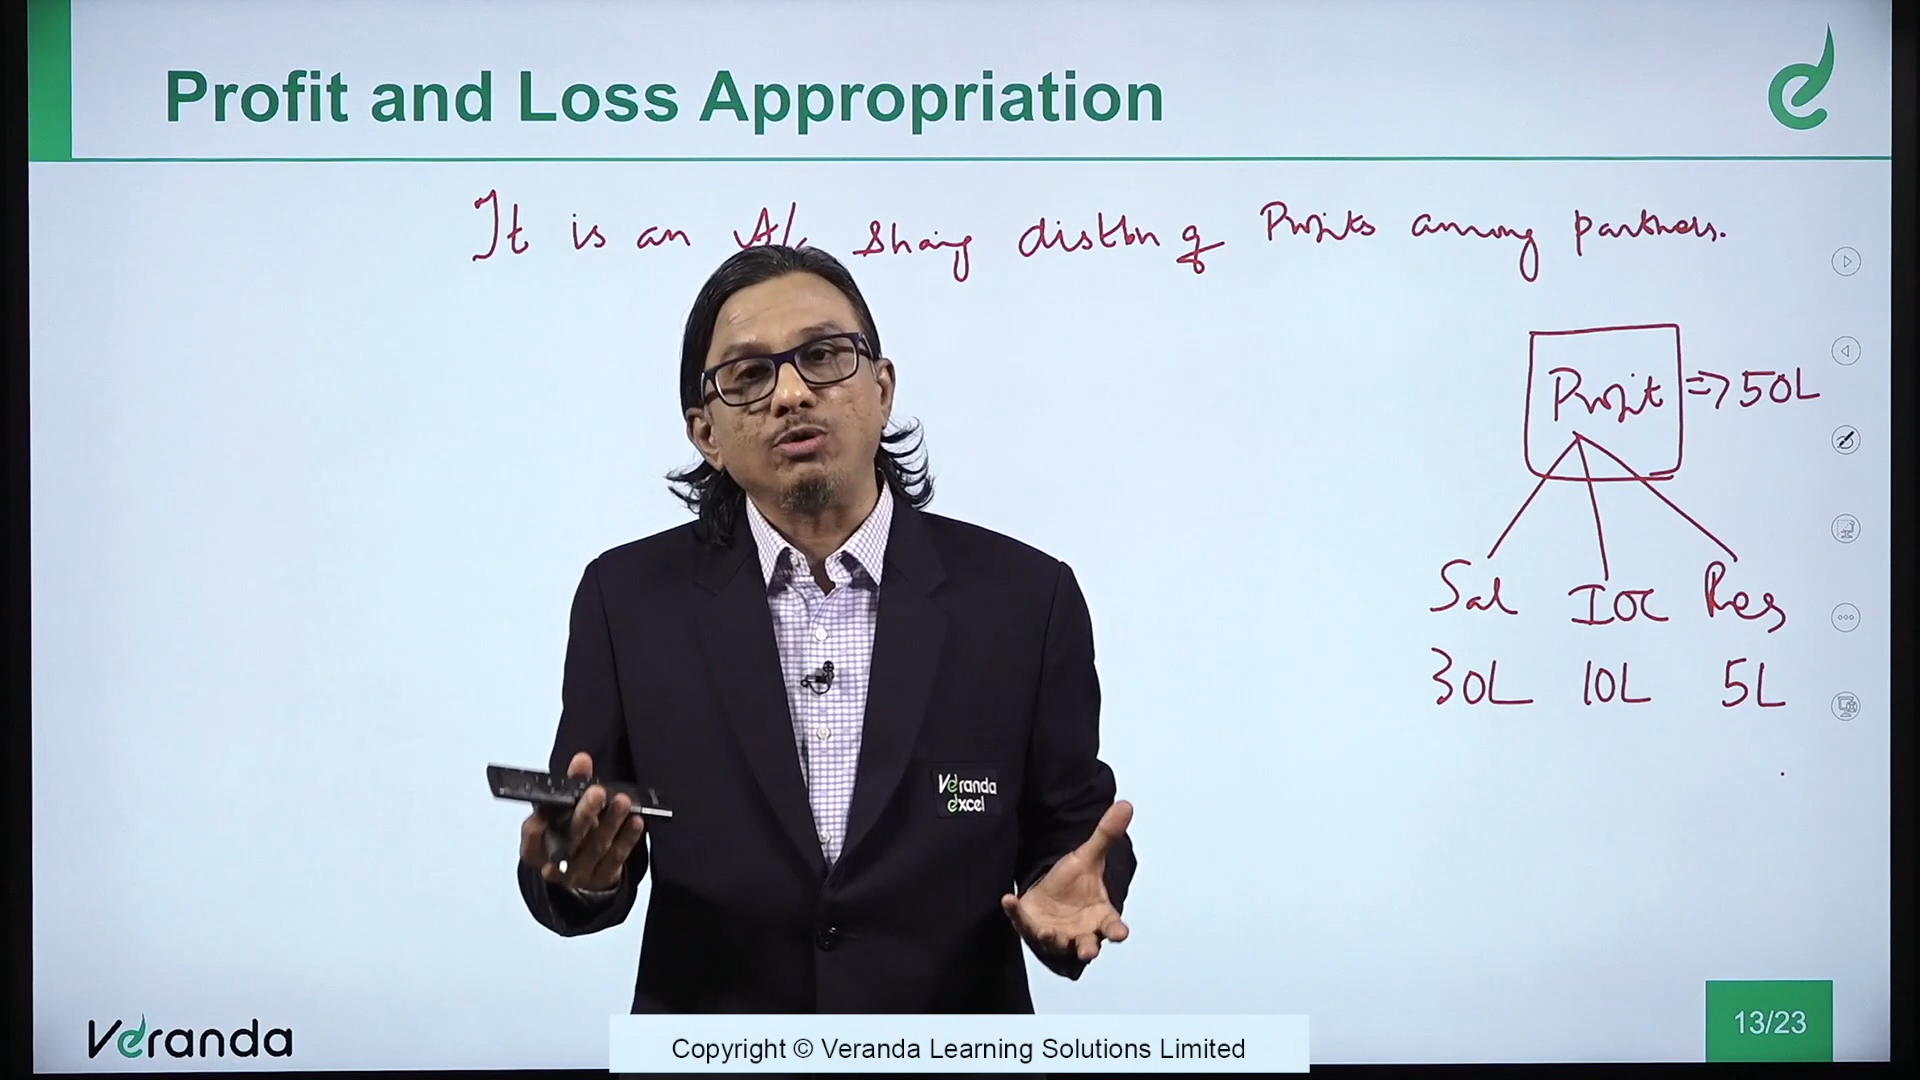 Profit and Loss Appropriation
It is an A/c Shoing distbn of Profits among partners.
Profit => 50L
Sal IOC Res
30L 10L 5L
Veranda
excel
Veranda
13/23
Copyright © Veranda Learning Solutions Limited